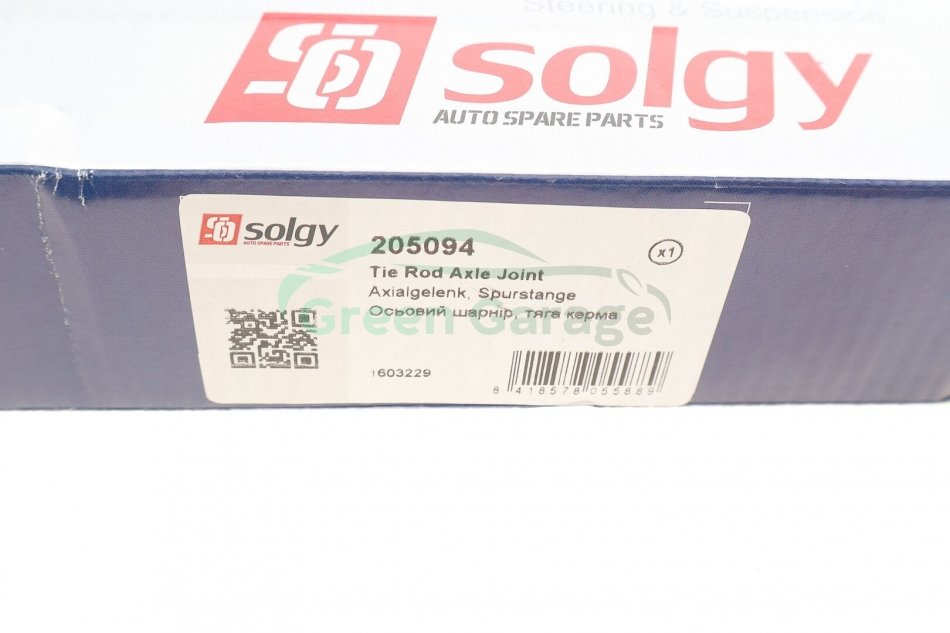 Steering & Suspension
solgy
AUTO SPARE PARTS
solgy
AUTO SPARE PARTS
205094
x1
Tie Rod Axle Joint
Axialgelenk, Spurstange
Осьовий шарнір, тяга керма
Green Garage
1603229
8 418578 055889